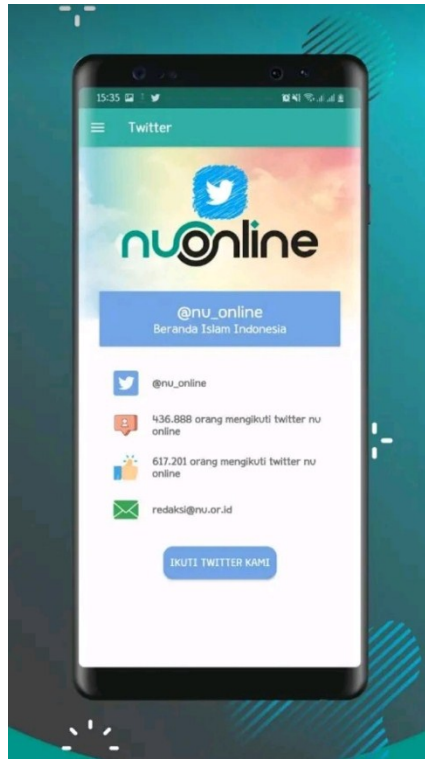 15:35
Twitter
nuonline
@nu_online
Beranda Islam Indonesia
@nu_online
436.888 orang mengikuti twitter nu
online
617.201 orang mengikuti twitter nu
online
redaksi@nu.or.id
IKUTI TWITTER KAMI